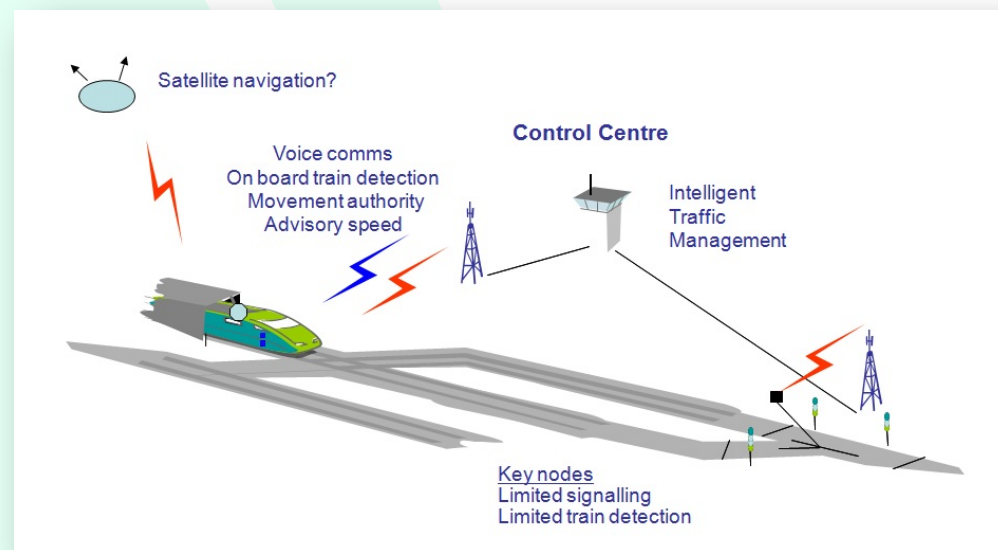 Satellite navigation?
Control Centre
Voice comms
On board train detection
Movement authority
Advisory speed
Intelligent
Traffic
Management
Key nodes
Limited signalling
Limited train detection